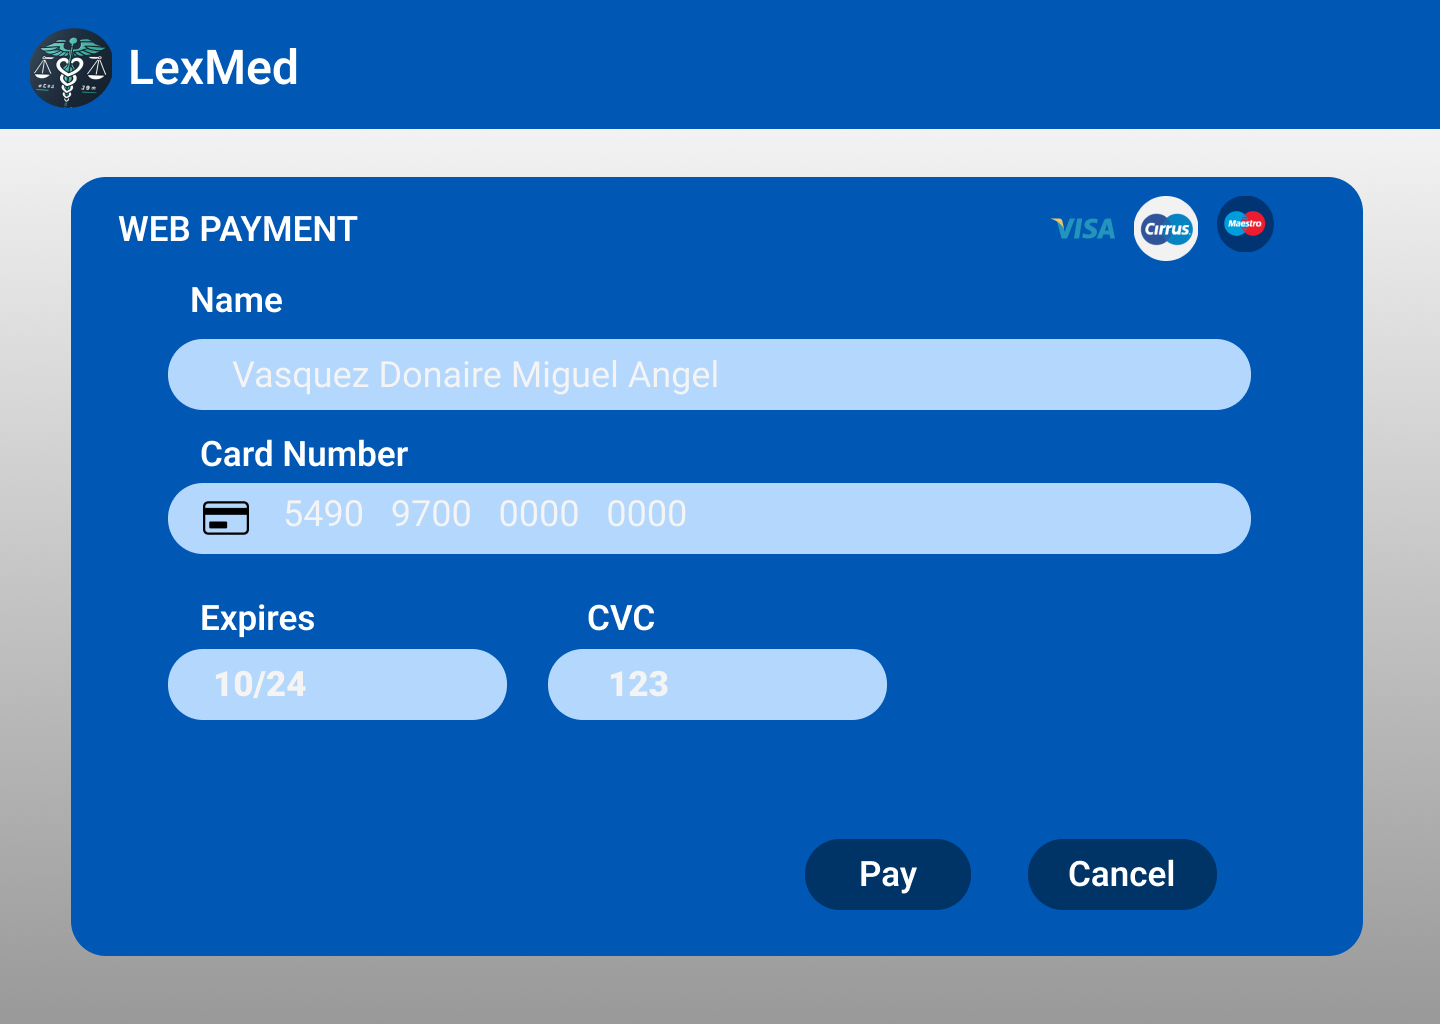 LexMed
WEB PAYMENT
VISA
Cirrus
Maestro
Name
Vasquez Donaire Miguel Angel
Card Number
5490 9700 0000 0000
Expires
CVC
10/24
123
Pay
Cancel